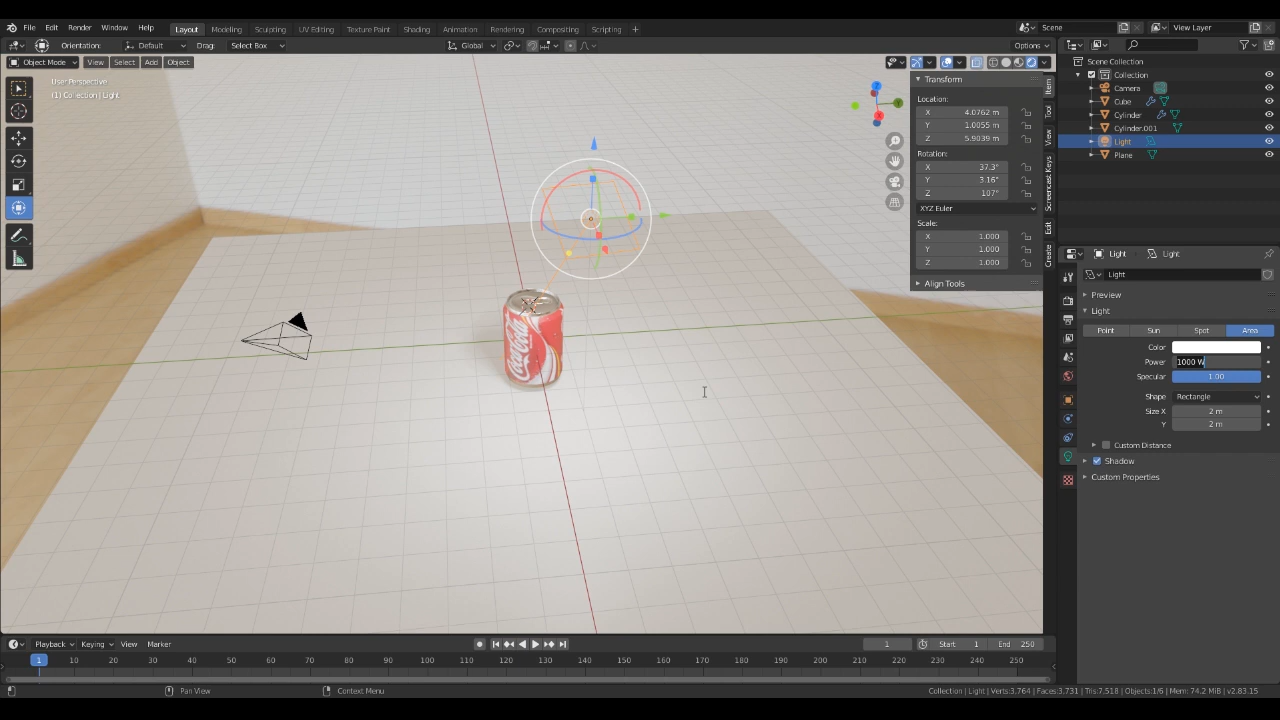 File Edit Render Window Help Layout Modeling Sculpting UV Editing Texture Paint Shading Animation Rendering Compositing Scripting + Scene View Layer
Orientation: Default Drag: Select Box Global Options
Object Mode View Select Add Object
User Perspective
(1) Collection | Light
Transform
Location:
X 4.0762 m
Y 1.0055 m
Z 5.9039 m
Rotation:
X 37.3°
Y 3.16°
Z 107°
XYZ Euler
Scale:
X 1.000
Y 1.000
Z 1.000
Align Tools
Item
Tool
View
Screencast Keys
Edit
Create
X
Y
Z
Coca-Cola
Scene Collection
Collection
Camera
Cube
Cylinder
Cylinder.001
Light
Plane
Light Light
Light
Preview
Light
Point Sun Spot Area
Color
Power 1000 W
Specular 1.00
Shape Rectangle
Size X 2 m
Y 2 m
Custom Distance
Shadow
Custom Properties
Playback Keying View Marker 1 Start 1 End 250
1 10 20 30 40 50 60 70 80 90 100 110 120 130 140 150 160 170 180 190 200 210 220 230 240 250
Pan View Context Menu Collection | Light | Verts:3,764 | Faces:3,731 | Tris:7,518 | Objects:1/6 | Mem: 74.2 MiB | v2.83.15